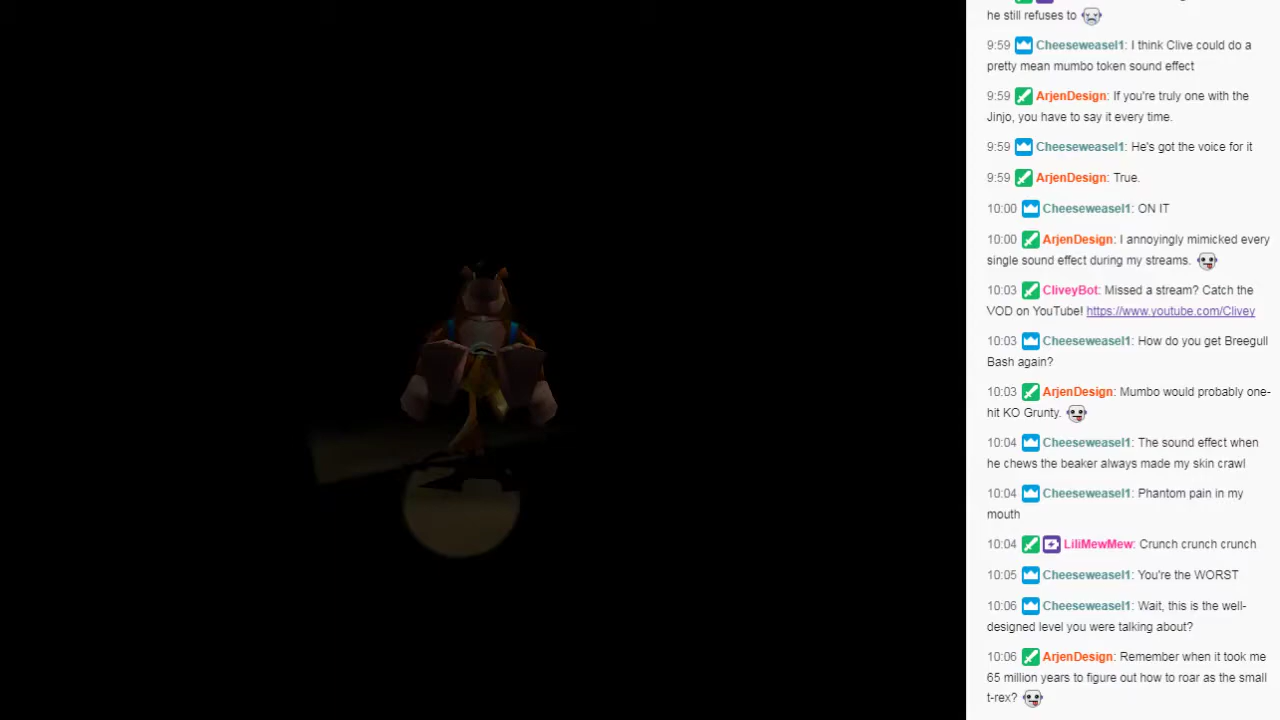 he still refuses to
9:59 Cheeseweasel1: I think Clive could do a
pretty mean mumbo token sound effect
9:59 ArjenDesign: If you're truly one with the
Jinjo, you have to say it every time.
9:59 Cheeseweasel1: He's got the voice for it
9:59 ArjenDesign: True.
10:00 Cheeseweasel1: ON IT
10:00 ArjenDesign: I annoyingly mimicked every
single sound effect during my streams.
10:03 CliveyBot: Missed a stream? Catch the
VOD on YouTube! https://www.youtube.com/Clivey
10:03 Cheeseweasel1: How do you get Breegull
Bash again?
10:03 ArjenDesign: Mumbo would probably one-
hit KO Grunty.
10:04 Cheeseweasel1: The sound effect when
he chews the beaker always made my skin crawl
10:04 Cheeseweasel1: Phantom pain in my
mouth
10:04 LiliMewMew: Crunch crunch crunch
10:05 Cheeseweasel1: You're the WORST
10:06 Cheeseweasel1: Wait, this is the well-
designed level you were talking about?
10:06 ArjenDesign: Remember when it took me
65 million years to figure out how to roar as the small
t-rex?